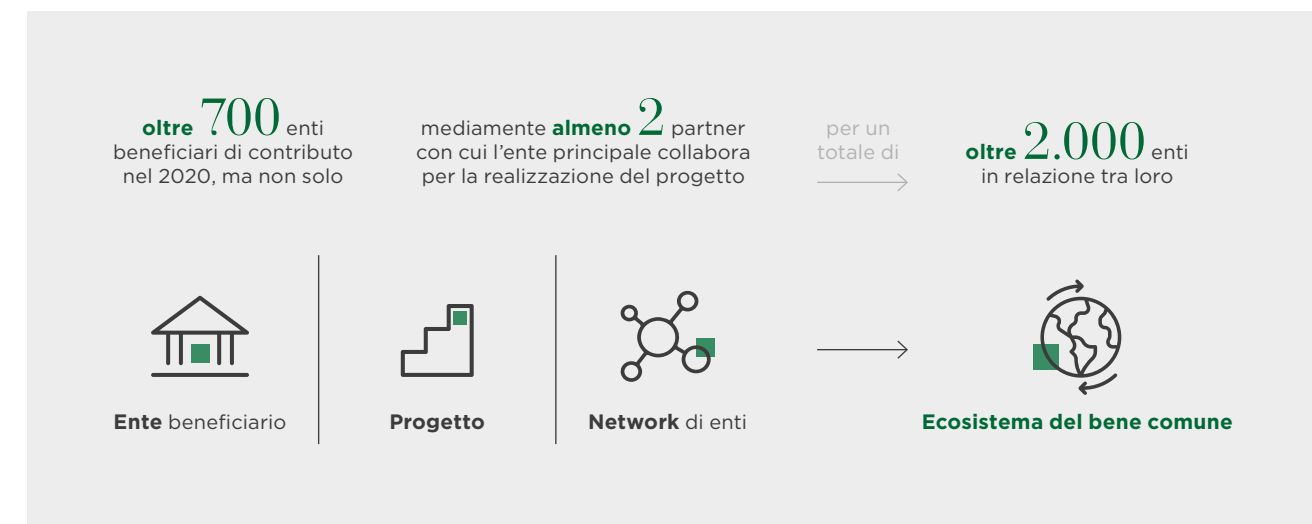 oltre 700 enti
beneficiari di contributo
nel 2020, ma non solo
mediamente almeno 2 partner
con cui l'ente principale collabora
per la realizzazione del progetto
per un
totale di
oltre 2.000 enti
in relazione tra loro
Ente beneficiario
Progetto
Network di enti
Ecosistema del bene comune